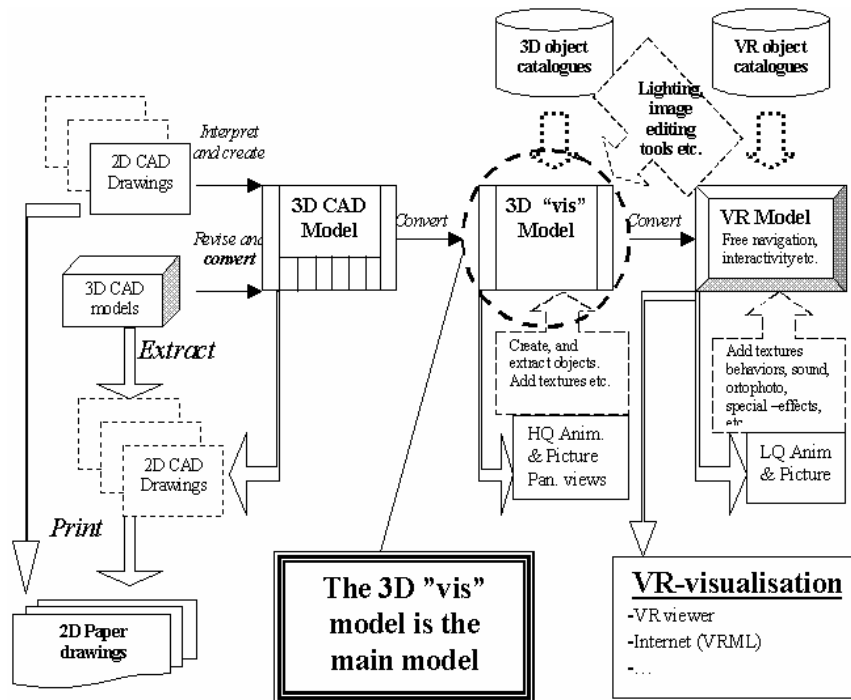 3D object
catalogues
VR object
catalogues
Lighting,
image
editing
tools etc.
Interpret
and create
2D CAD
Drawings
3D CAD
Model
Convert
3D "vis"
Model
Convert
VR Model
Free navigation,
interactivity etc.
Revise and
convert
3D CAD
models
Extract
Create, and
extract objects.
Add textures etc.
Add textures
behaviors, sound,
ortophoto,
special –effects,
etc
HQ Anim.
& Picture
Pan. views
LQ Anim
& Picture
2D CAD
Drawings
Print
2D Paper
drawings
The 3D "vis"
model is the
main model
VR-visualisation
-VR viewer
-Internet (VRML)
-...